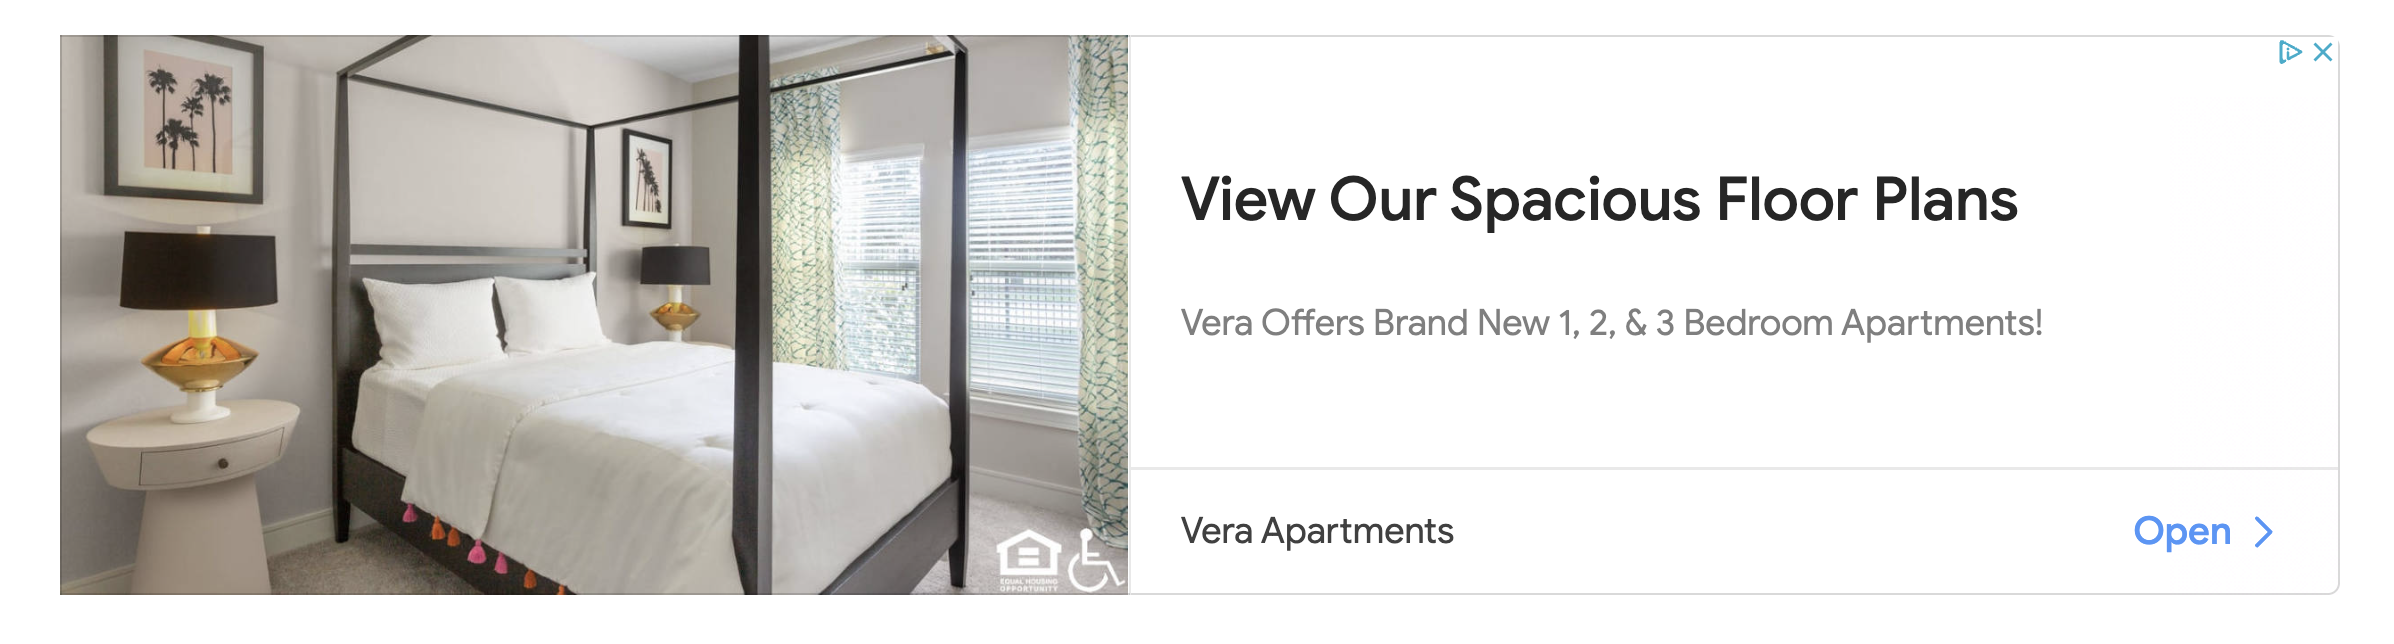 View Our Spacious Floor Plans
Vera Offers Brand New 1, 2, & 3 Bedroom Apartments!
Vera Apartments
Open
EQUAL HOUSING
OPPORTUNITY